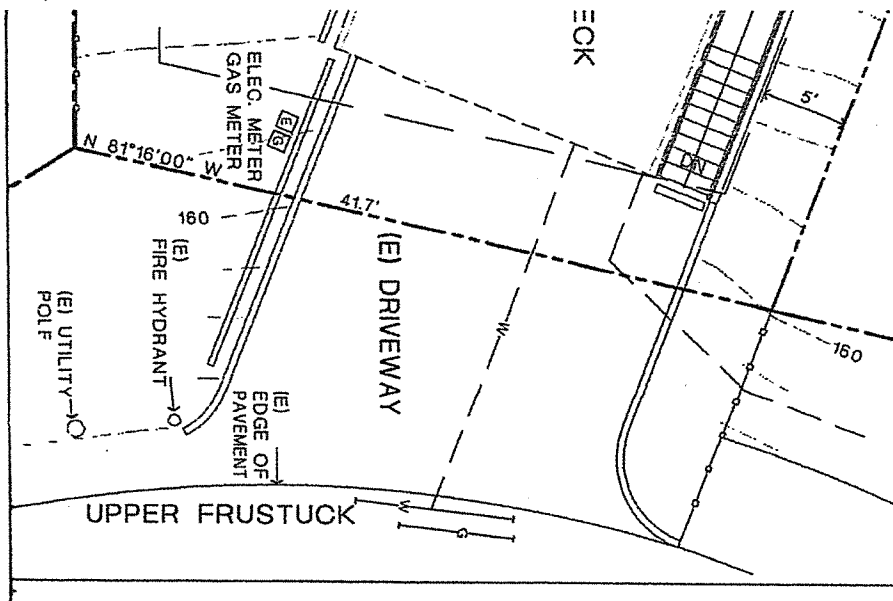 ECK
ELEC. METER
GAS METER
E
G
DN
5'
N 81°16'00" W
41.7'
160
(E) DRIVEWAY
(E)
FIRE HYDRANT
(E) UTILITY
POLE
(E)
EDGE OF
PAVEMENT
W
W
G
160
UPPER FRUSTUCK